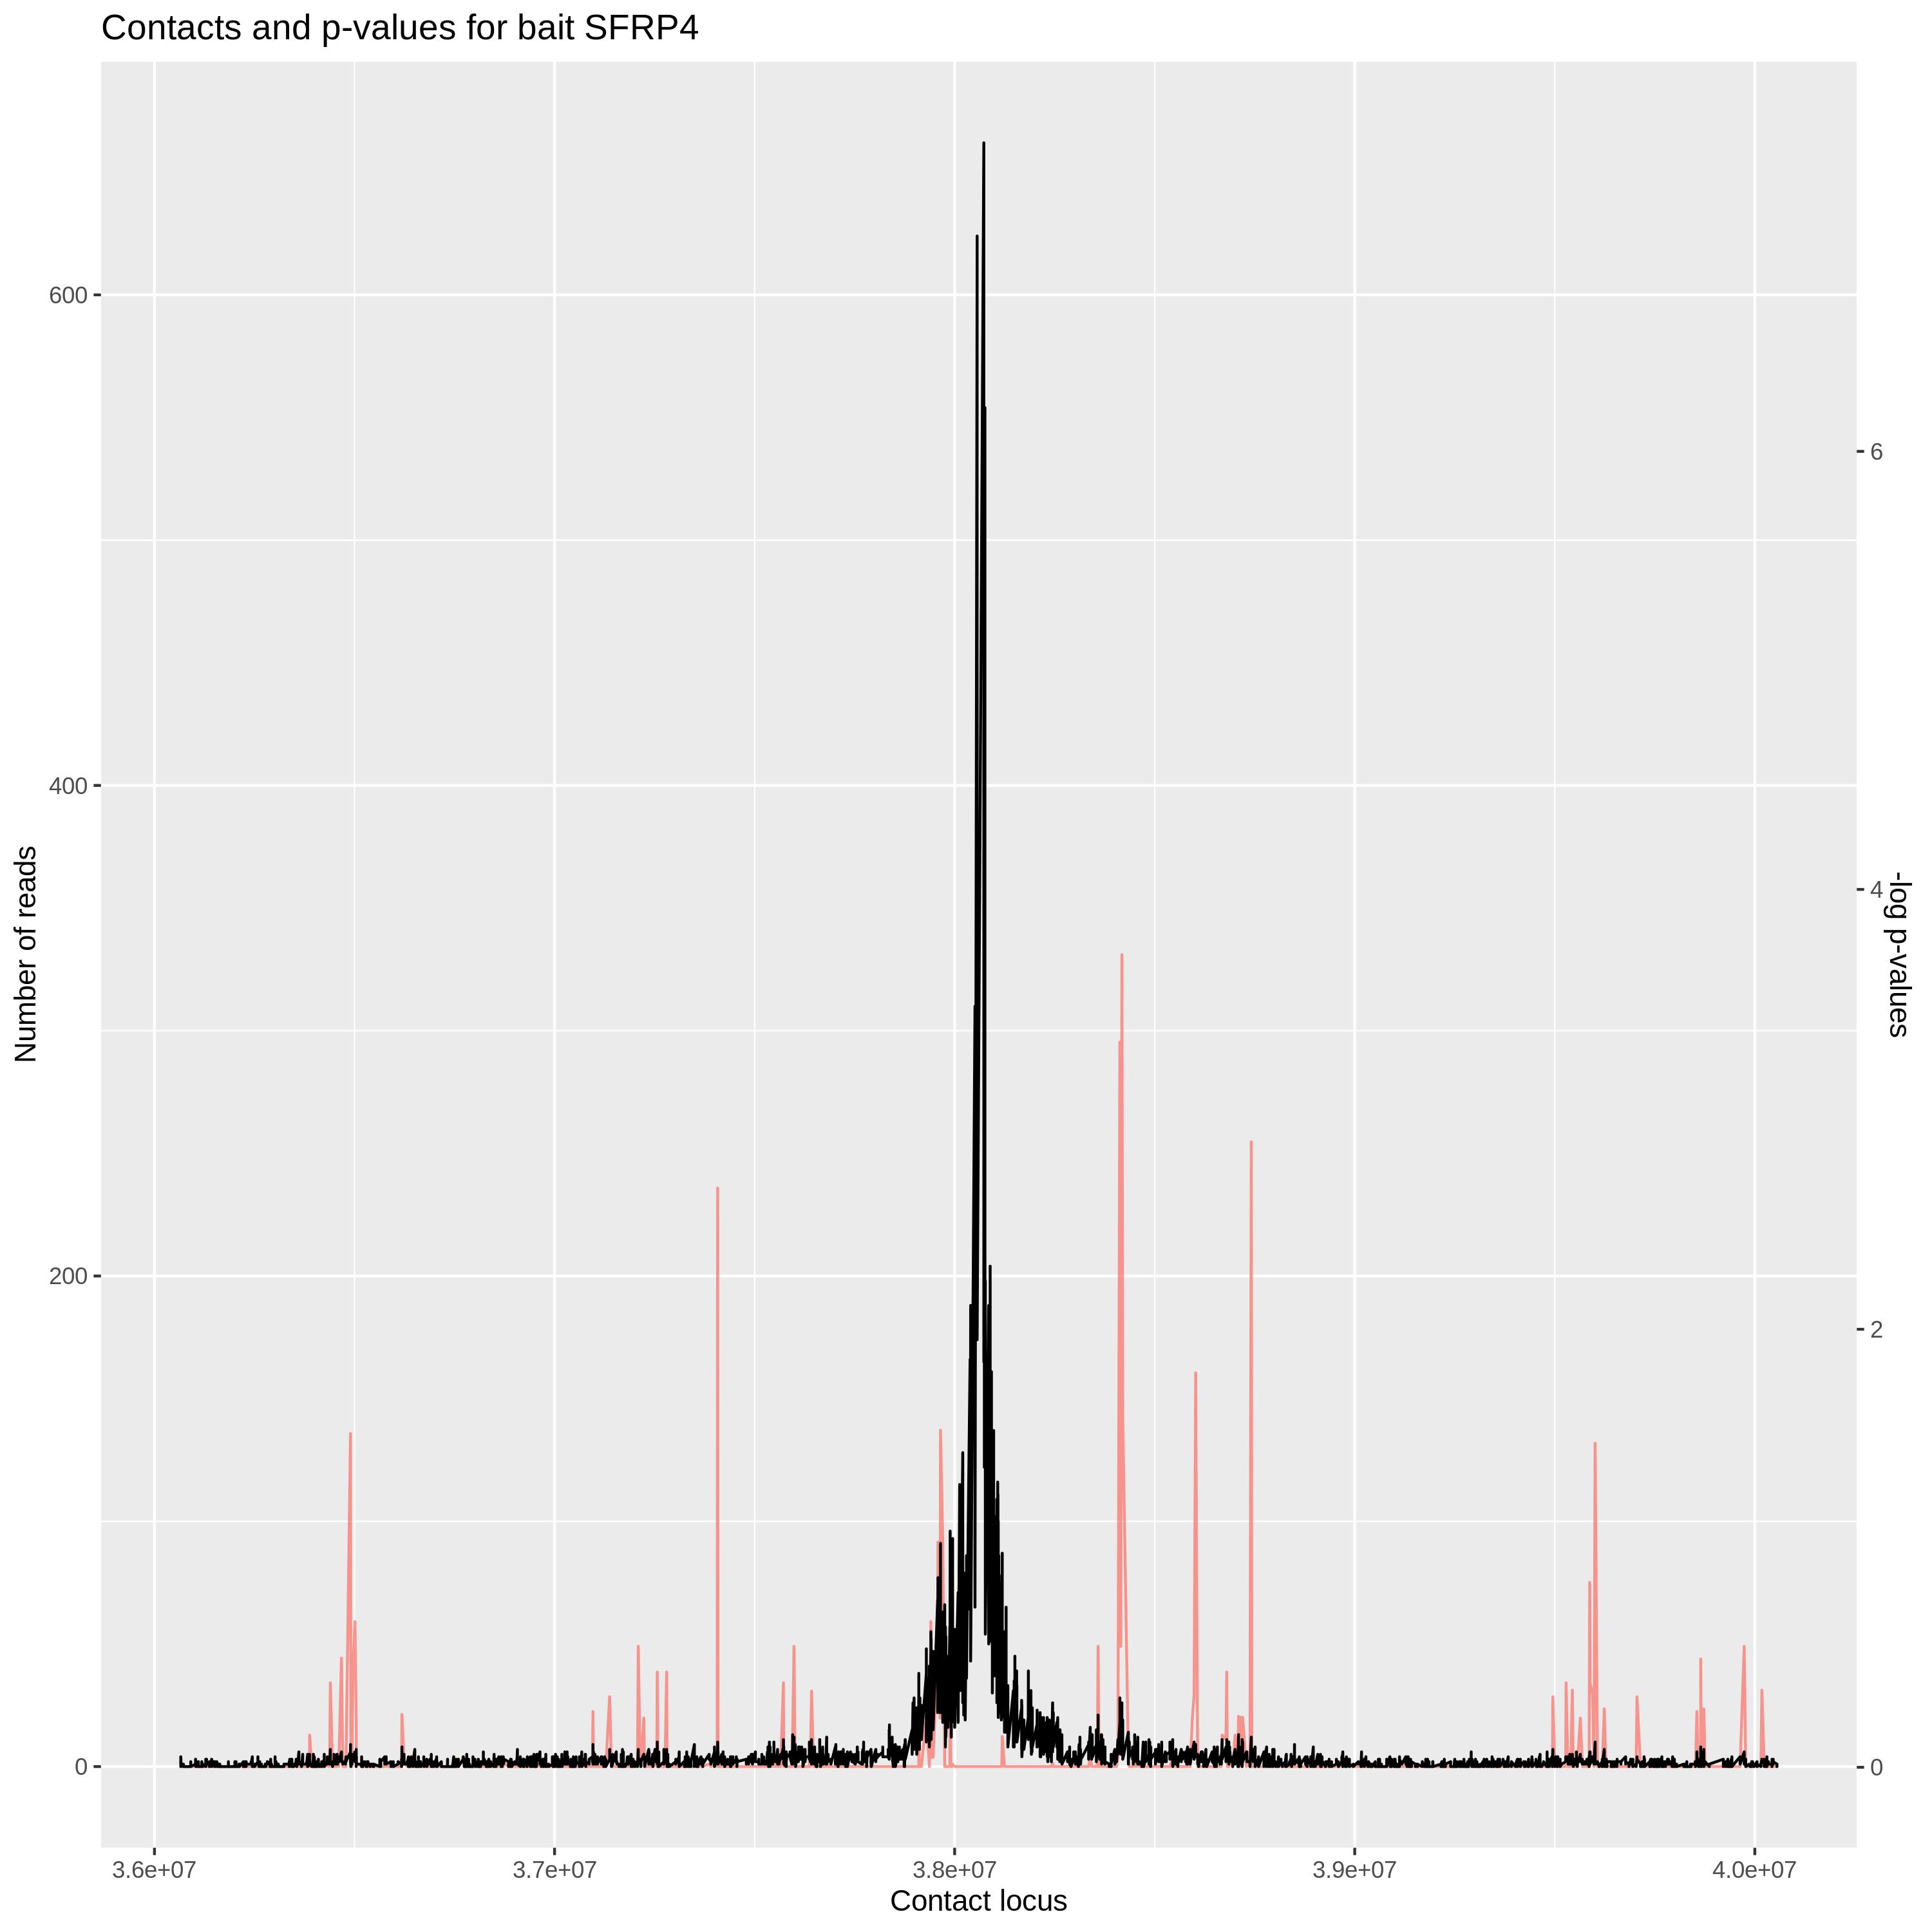 Contacts and p-values for bait SFRP4
600
400
200
0
Number of reads
6
4
2
0
-log p-values
3.6e+07
3.7e+07
3.8e+07
3.9e+07
4.0e+07
Contact locus